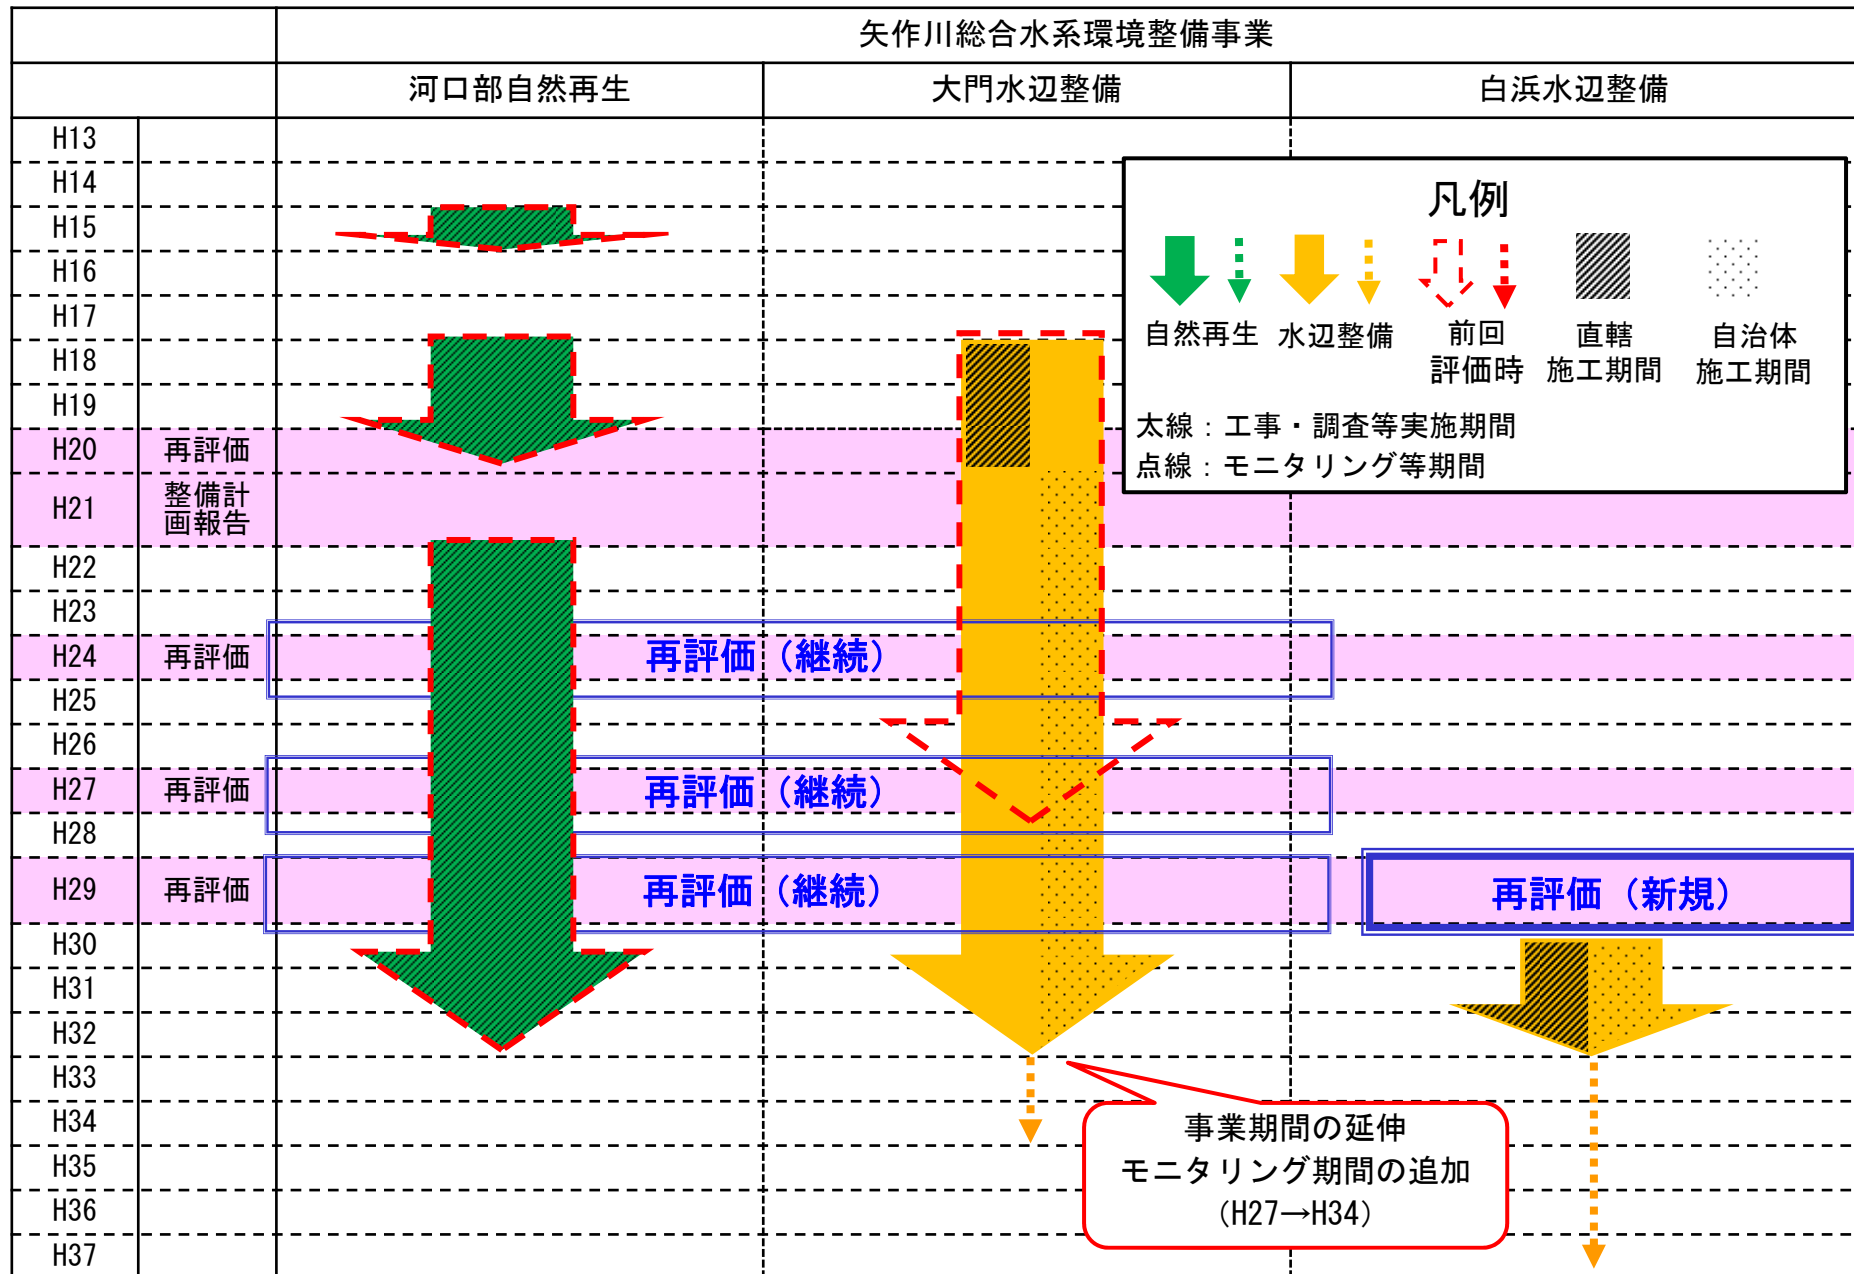 矢作川総合水系環境整備事業
河口部自然再生
大門水辺整備
白浜水辺整備
H13
H14
H15
H16
H17
H18
H19
H20 再評価
H21 整備計
画報告
H22
H23
H24 再評価 再評価（継続）
H25
H26
H27 再評価 再評価（継続）
H28
H29 再評価 再評価（継続） 再評価（新規）
H30
H31
H32
H33
H34
H35
H36
H37
凡例
自然再生
水辺整備
前回
評価時
直轄
施工期間
自治体
施工期間
太線：工事・調査等実施期間
点線：モニタリング等期間
事業期間の延伸
モニタリング期間の追加
（H27→H34）